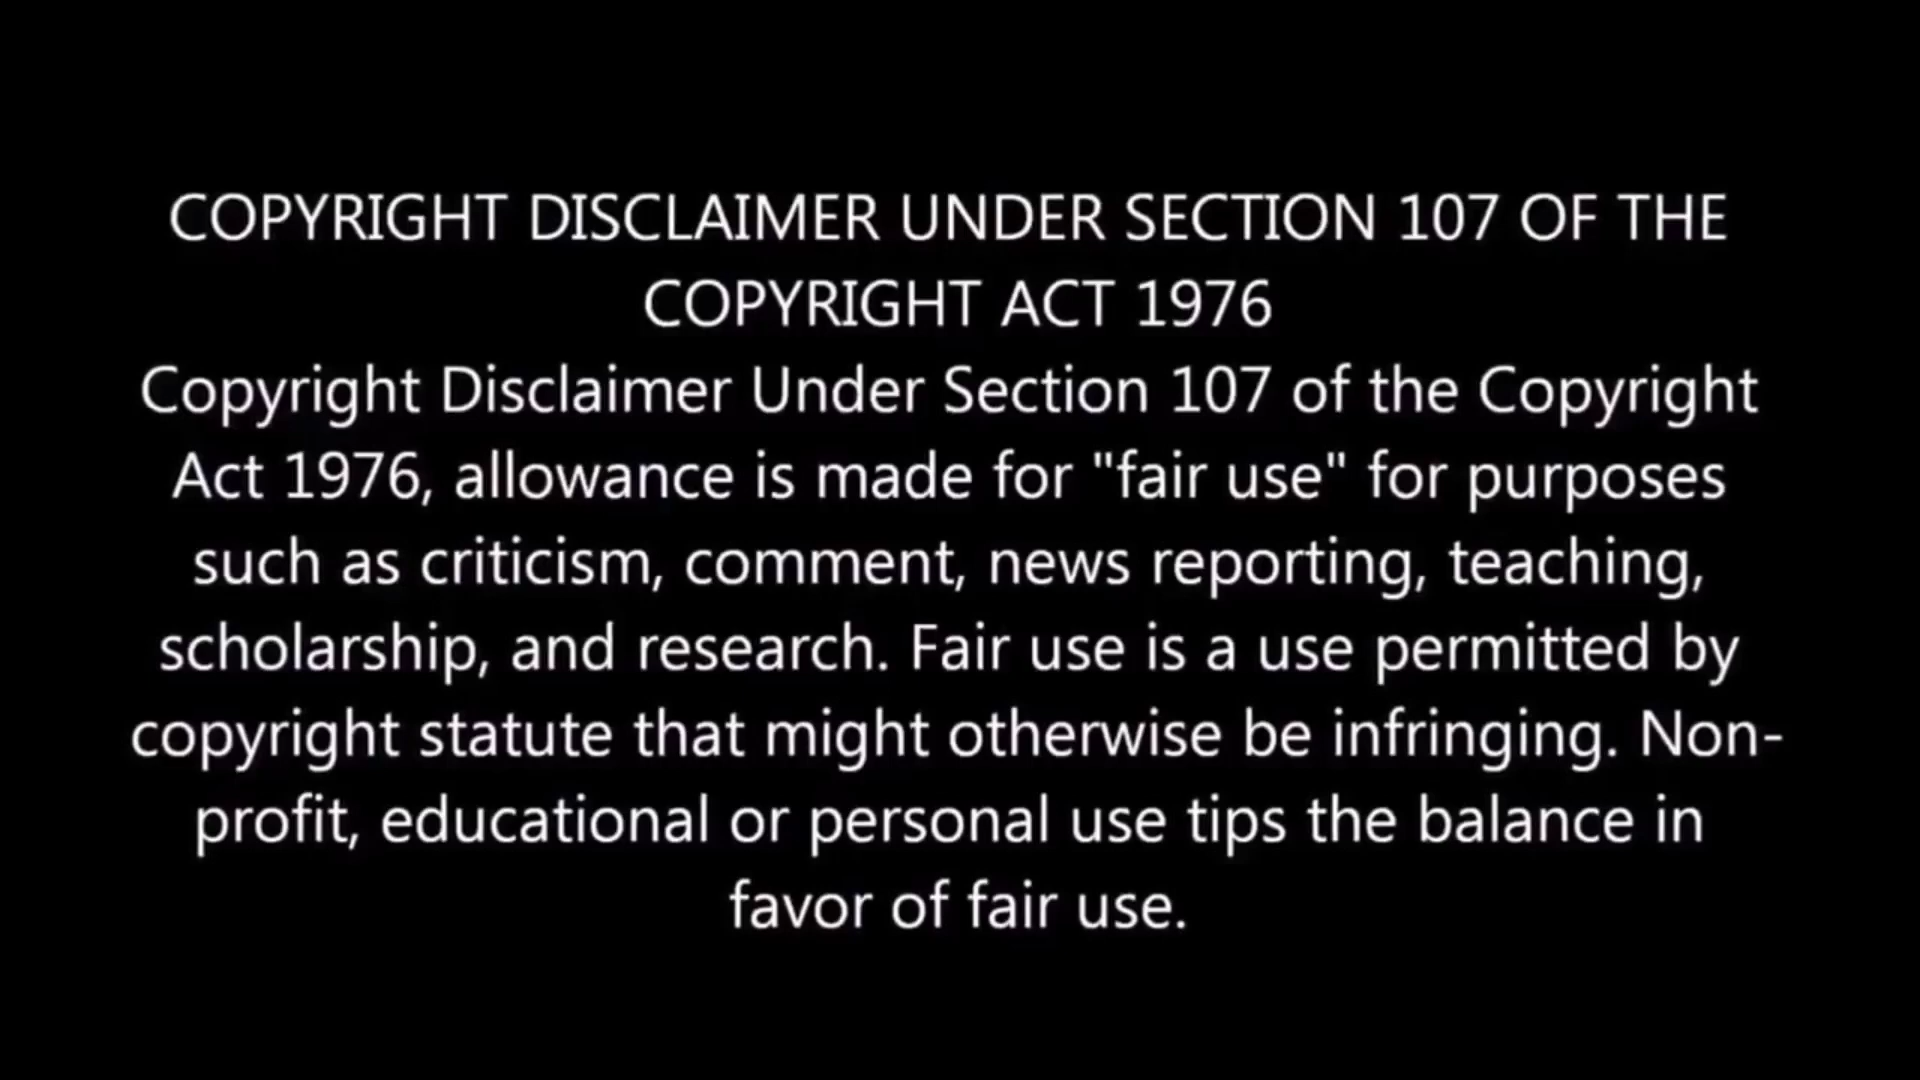 COPYRIGHT DISCLAIMER UNDER SECTION 107 OF THE
COPYRIGHT ACT 1976
Copyright Disclaimer Under Section 107 of the Copyright
Act 1976, allowance is made for "fair use" for purposes
such as criticism, comment, news reporting, teaching,
scholarship, and research. Fair use is a use permitted by
copyright statute that might otherwise be infringing. Non-
profit, educational or personal use tips the balance in
favor of fair use.